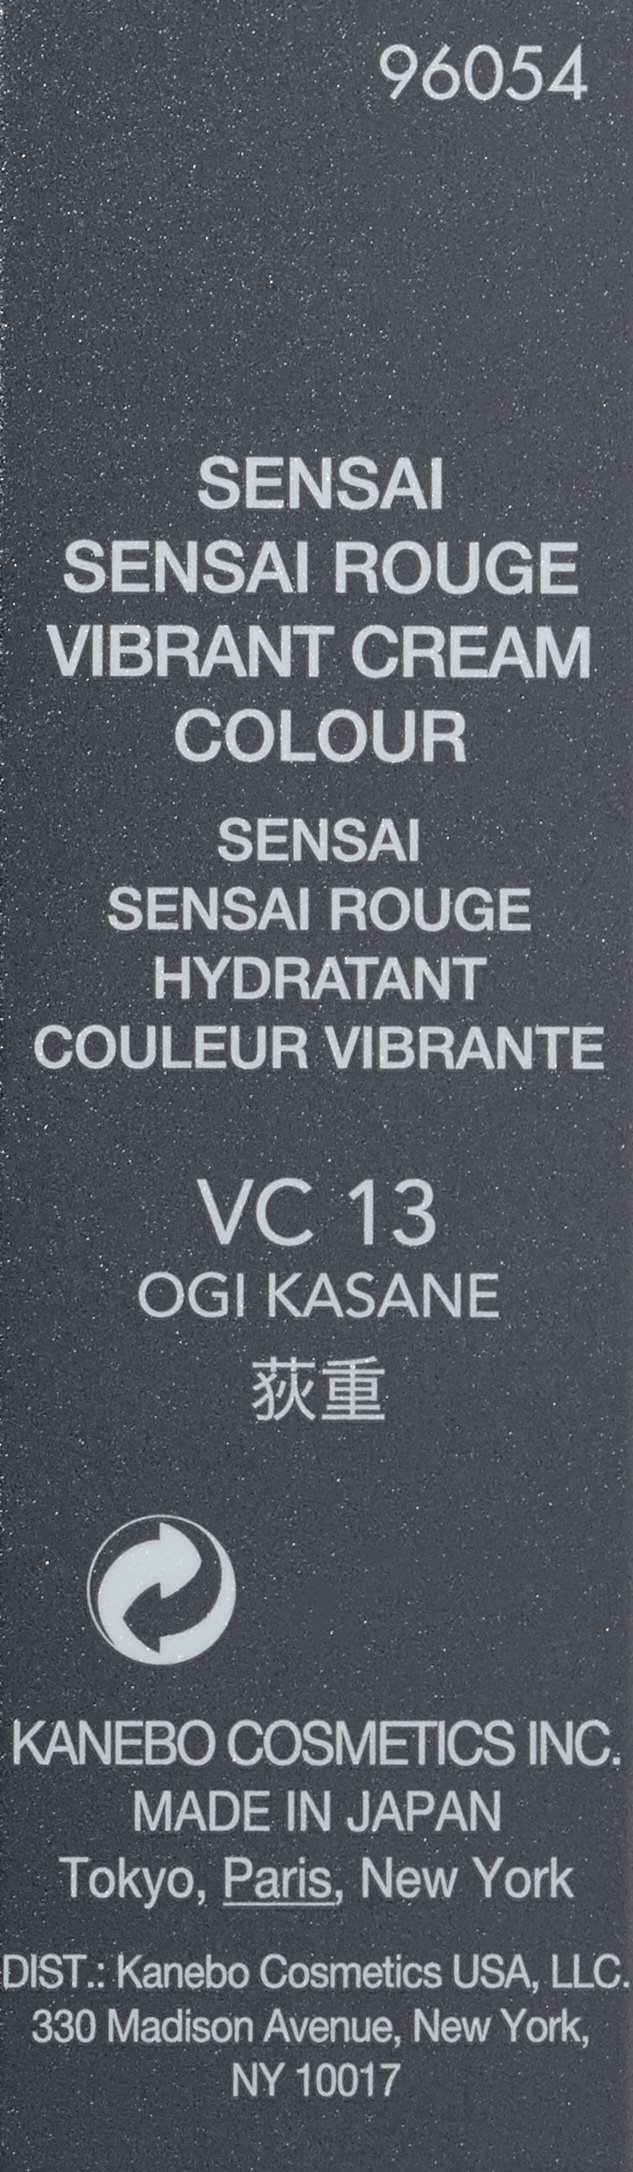 96054
SENSAI
SENSAI ROUGE
VIBRANT CREAM
COLOUR
SENSAI
SENSAI ROUGE
HYDRATANT
COULEUR VIBRANTE
VC 13
OGI KASANE
荻重
KANEBO COSMETICS INC.
MADE IN JAPAN
Tokyo, Paris, New York
DIST.: Kanebo Cosmetics USA, LLC.
330 Madison Avenue, New York,
NY 10017